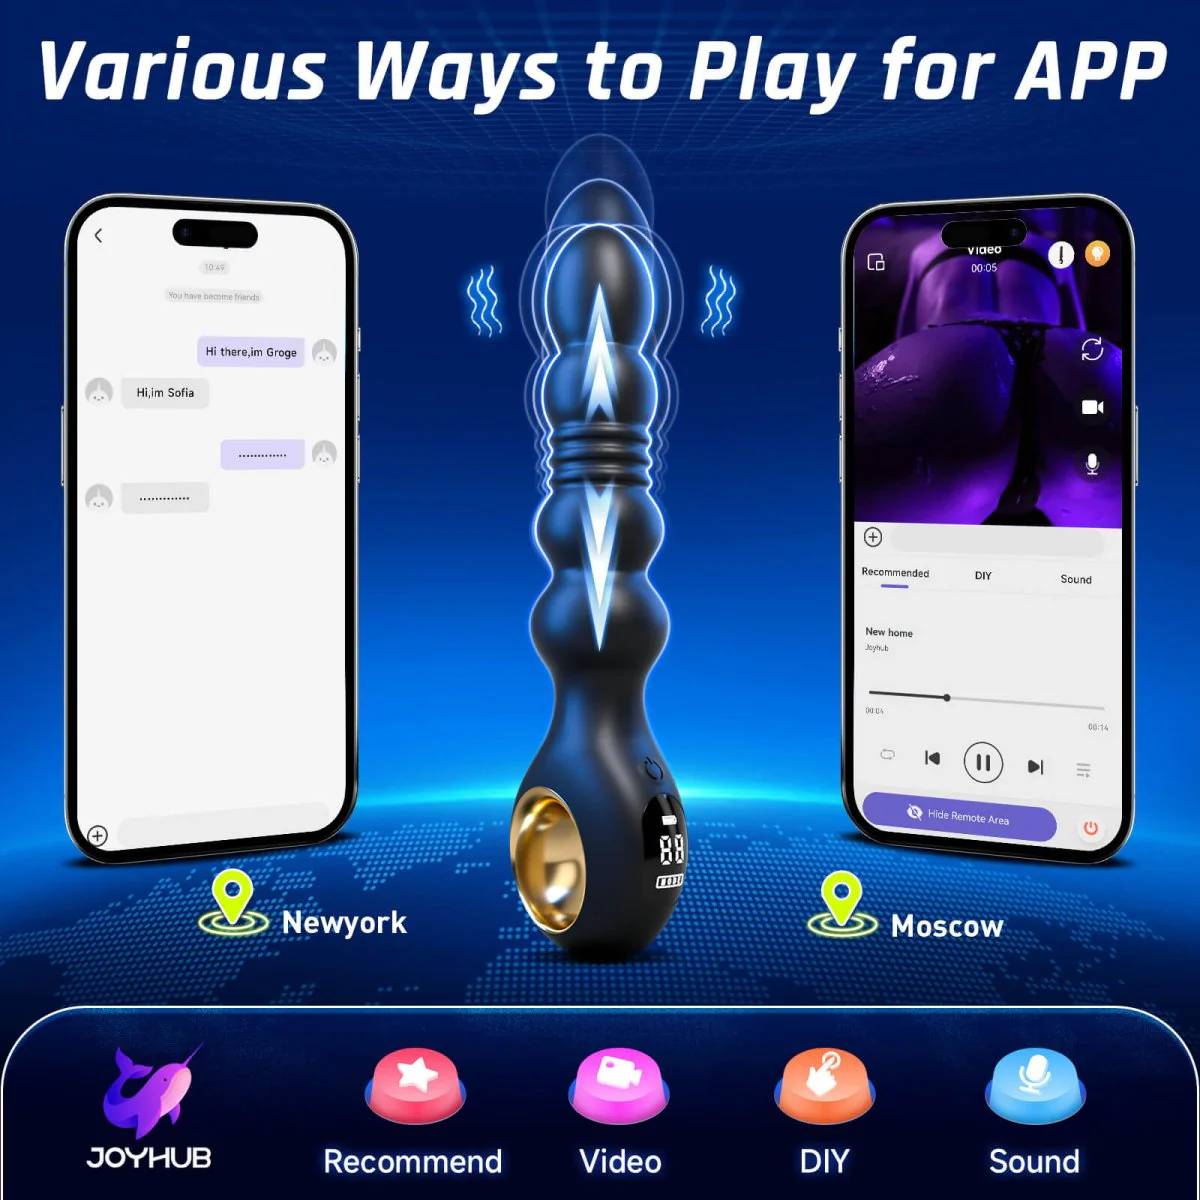 Various Ways to Play for APP
10:49
You have become friends
Hi there,im Groge
Hi,im Sofia
.............
.............
Video
00:05
Recommended DIY Sound
New home
Joyhub
00:04
00:14
Hide Remote Area
88
Newyork
Moscow
JOYHUB
Recommend Video DIY Sound